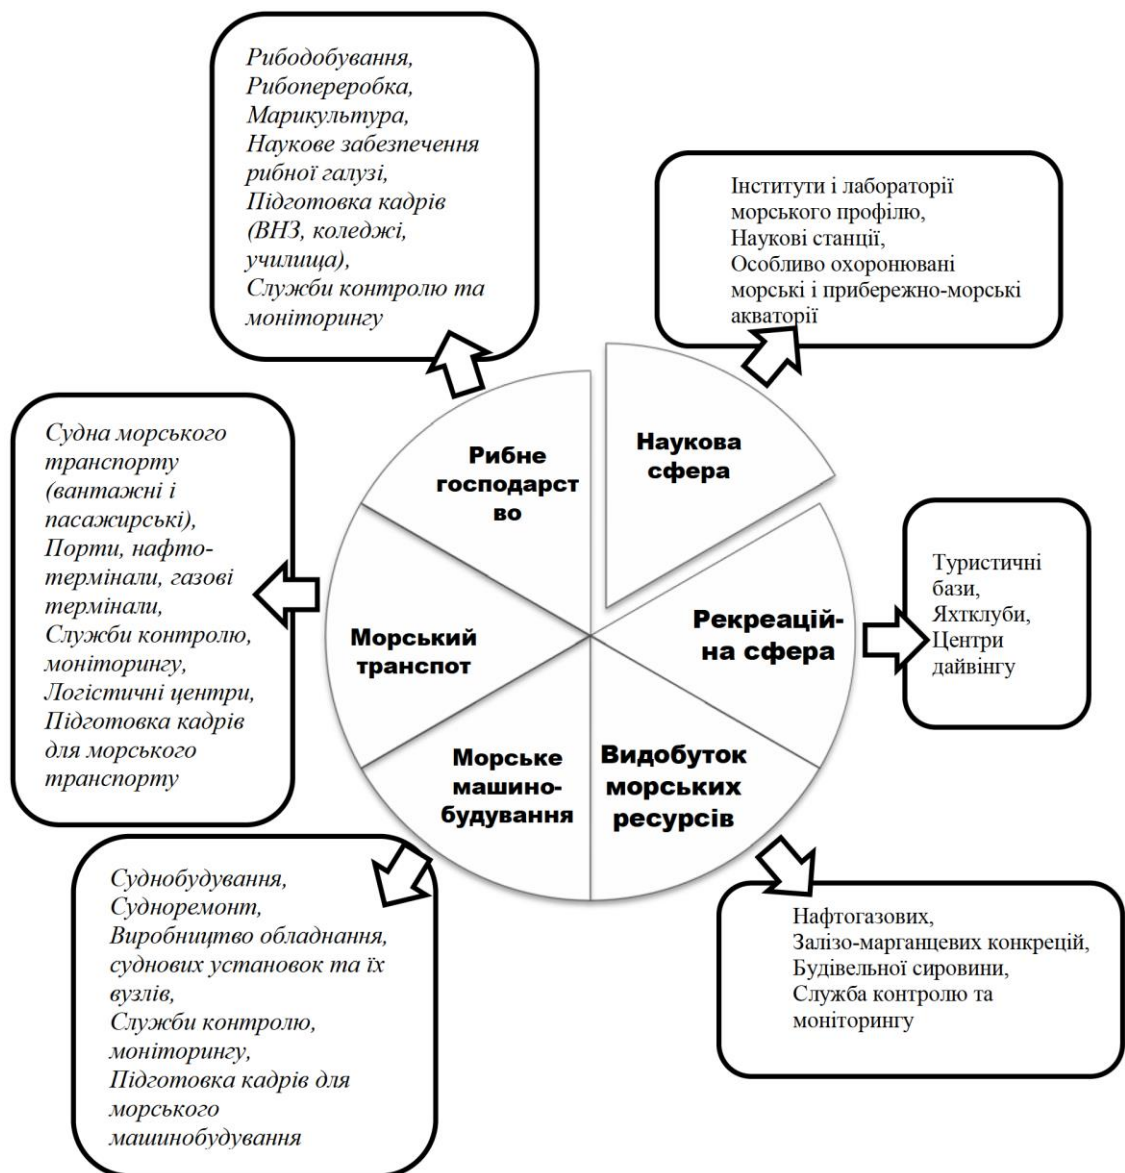 Рибодобування,
Рибопереробка,
Марикультура,
Наукове забезпечення
рибної галузі,
Підготовка кадрів
(ВНЗ, коледжі,
училища),
Служби контролю та
моніторингу
Інститути і лабораторії
морського профілю,
Наукові станції,
Особливо охоронювані
морські і прибережно-морські
акваторії
Судна морського
транспорту
(вантажні і
пасажирські),
Порти, нафто-
термінали, газові
термінали,
Служби контролю,
моніторингу,
Логістичні центри,
Підготовка кадрів
для морського
транспорту
Рибне
господарст
во
Наукова
сфера
Морський
транспот
Рекреацій-
на сфера
Морське
машино-
будування
Видобуток
морських
ресурсів
Туристичні
бази,
Яхтклуби,
Центри
дайвінгу
Суднобудування,
Судноремонт,
Виробництво обладнання,
суднових установок та їх
вузлів,
Служби контролю,
моніторингу,
Підготовка кадрів для
морського
машинобудування
Нафтогазових,
Залізо-марганцевих конкрецій,
Будівельної сировини,
Служба контролю та
моніторингу